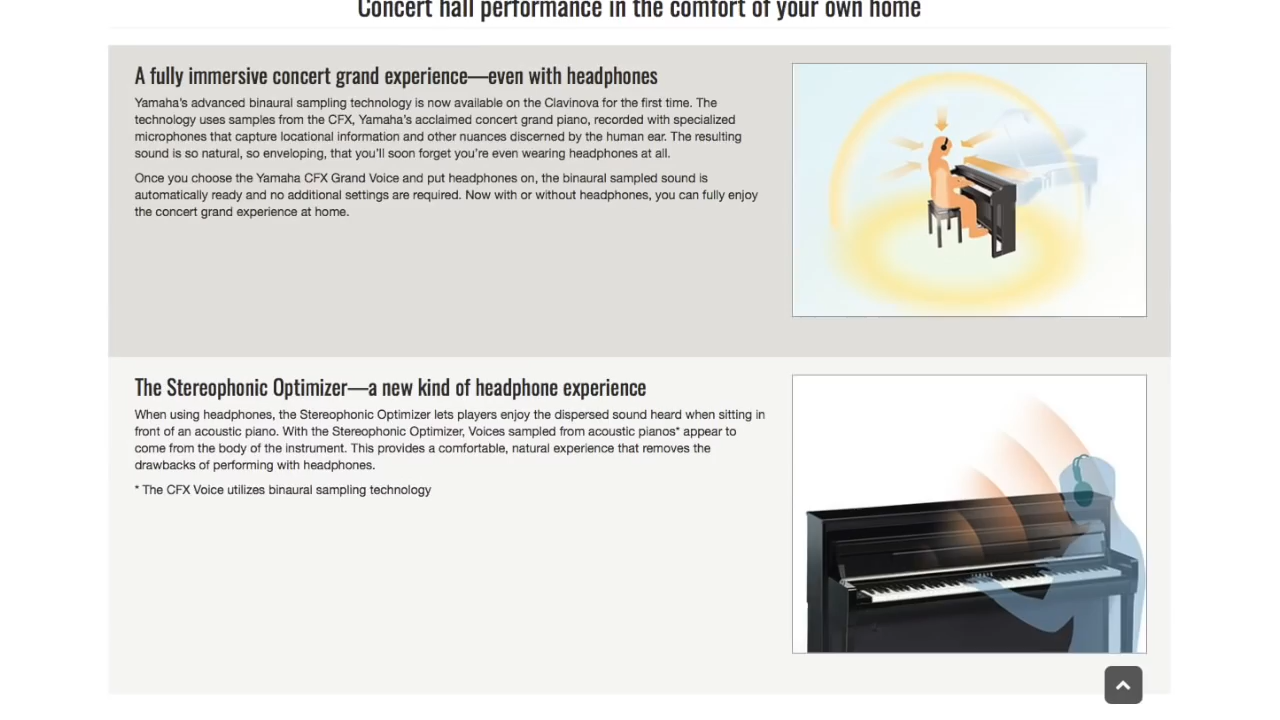 Concert hall performance in the comfort of your own home
A fully immersive concert grand experience—even with headphones
Yamaha's advanced binaural sampling technology is now available on the Clavinova for the first time. The
technology uses samples from the CFX, Yamaha's acclaimed concert grand piano, recorded with specialized
microphones that capture locational information and other nuances discerned by the human ear. The resulting
sound is so natural, so enveloping, that you'll soon forget you're even wearing headphones at all.
Once you choose the Yamaha CFX Grand Voice and put headphones on, the binaural sampled sound is
automatically ready and no additional settings are required. Now with or without headphones, you can fully enjoy
the concert grand experience at home.
The Stereophonic Optimizer—a new kind of headphone experience
When using headphones, the Stereophonic Optimizer lets players enjoy the dispersed sound heard when sitting in
front of an acoustic piano. With the Stereophonic Optimizer, Voices sampled from acoustic pianos* appear to
come from the body of the instrument. This provides a comfortable, natural experience that removes the
drawbacks of performing with headphones.
* The CFX Voice utilizes binaural sampling technology
YAMAHA